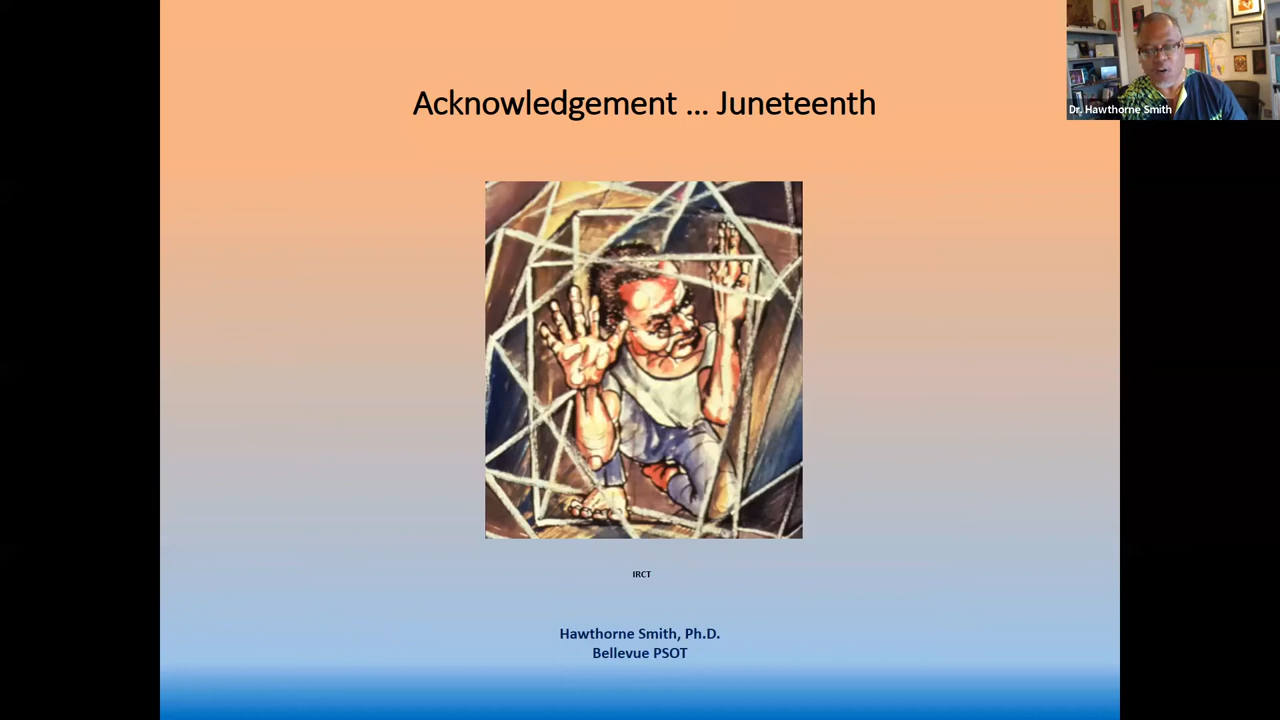 Acknowledgement ... Juneteenth
Dr. Hawthorne Smith
IRCT
Hawthorne Smith, Ph.D.
Bellevue PSOT